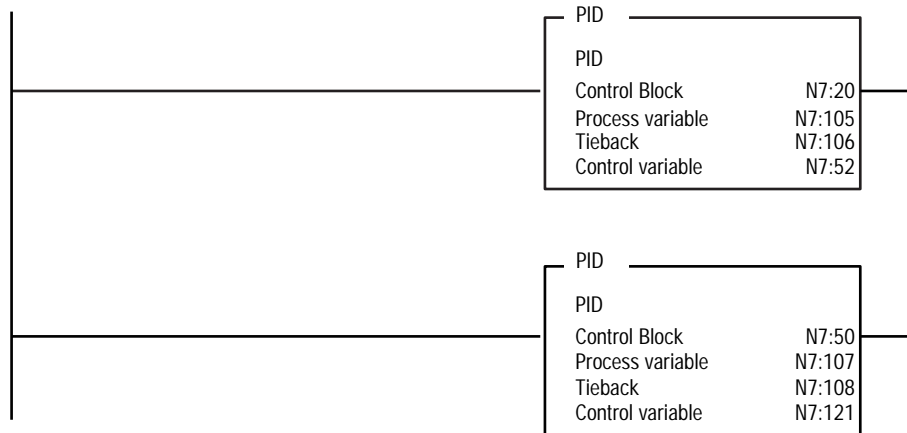 PID
PID
Control Block N7:20
Process variable N7:105
Tieback N7:106
Control variable N7:52
PID
PID
Control Block N7:50
Process variable N7:107
Tieback N7:108
Control variable N7:121